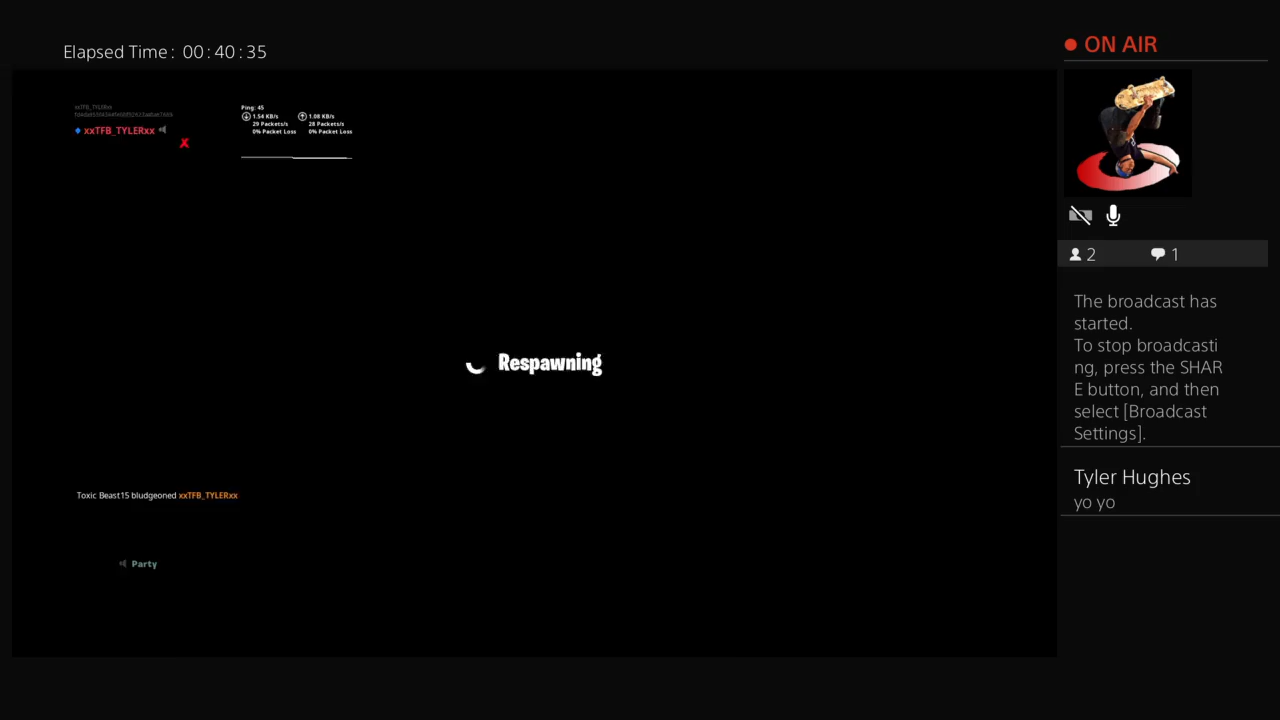 Elapsed Time: 00:40:35
ON AIR
xxTFB_TYLERxx
xxTFB_TYLERxx
X
Ping: 45
1.54 KB/s 1.08 KB/s
29 Packets/s 28 Packets/s
0% Packet Loss 0% Packet Loss
2 1
The broadcast has
started.
To stop broadcasti
ng, press the SHAR
E button, and then
select [Broadcast
Settings].
Respawning
Tyler Hughes
yo yo
Toxic Beast15 bludgeoned xxTFB_TYLERxx
Party